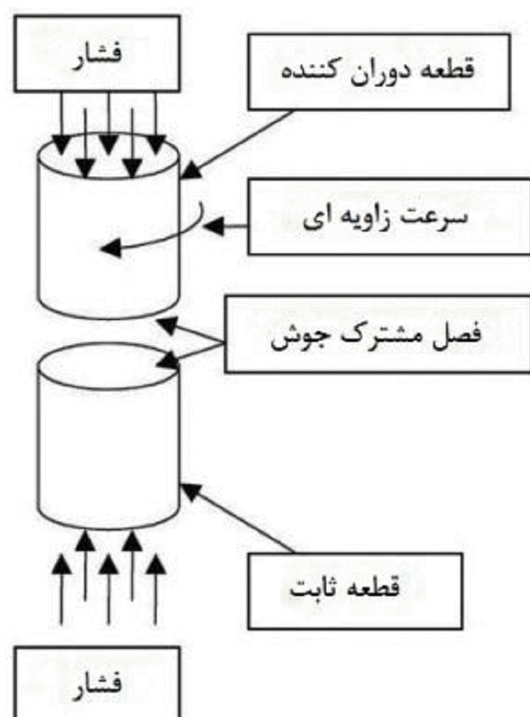 فشار
قطعه دوران کننده
سرعت زاویه ای
فصل مشترک جوش
قطعه ثابت
فشار